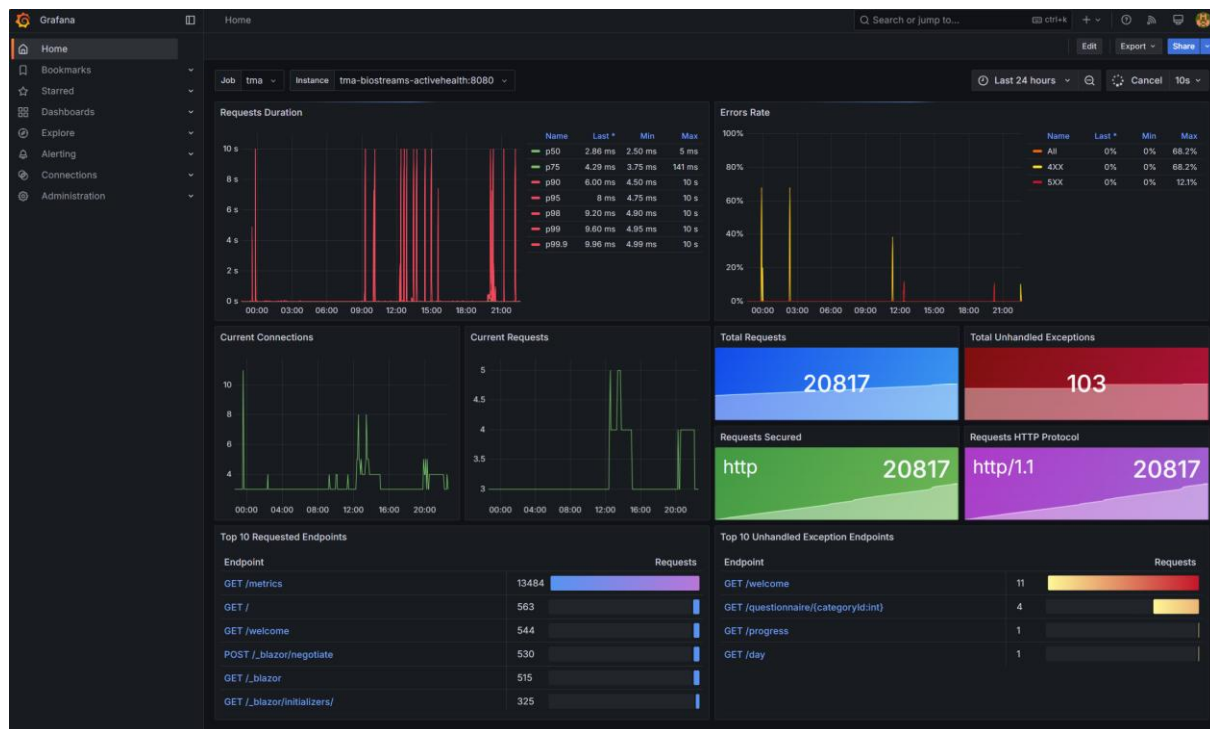 Grafana
Home
Search or jump to...
ctrl+k
Home
Bookmarks
Starred
Dashboards
Explore
Alerting
Connections
Administration
Edit
Export
Share
Job tma
Instance tma-biostreams-activehealth:8080
Last 24 hours
Cancel
10s
Requests Duration
10 s
8 s
6 s
4 s
2 s
0 s
00:00 03:00 06:00 09:00 12:00 15:00 18:00 21:00
Name Last * Min Max
p50 2.86 ms 2.50 ms 5 ms
p75 4.29 ms 3.75 ms 141 ms
p90 6.00 ms 4.50 ms 10 s
p95 8 ms 4.75 ms 10 s
p98 9.20 ms 4.90 ms 10 s
p99 9.60 ms 4.95 ms 10 s
p99.9 9.96 ms 4.99 ms 10 s
Errors Rate
100%
80%
60%
40%
20%
0%
00:00 03:00 06:00 09:00 12:00 15:00 18:00 21:00
Name Last * Min Max
All 0% 0% 68.2%
4XX 0% 0% 68.2%
5XX 0% 0% 12.1%
Current Connections
10
8
6
4
00:00 04:00 08:00 12:00 16:00 20:00
Current Requests
5
4.5
4
3.5
3
00:00 04:00 08:00 12:00 16:00 20:00
Total Requests
20817
Total Unhandled Exceptions
103
Requests Secured
http 20817
Requests HTTP Protocol
http/1.1 20817
Top 10 Requested Endpoints
Endpoint Requests
GET /metrics 13484
GET / 563
GET /welcome 544
POST /_blazor/negotiate 530
GET /_blazor 515
GET /_blazor/initializers/ 325
Top 10 Unhandled Exception Endpoints
Endpoint Requests
GET /welcome 11
GET /questionnaire/{categoryId:int} 4
GET /progress 1
GET /day 1